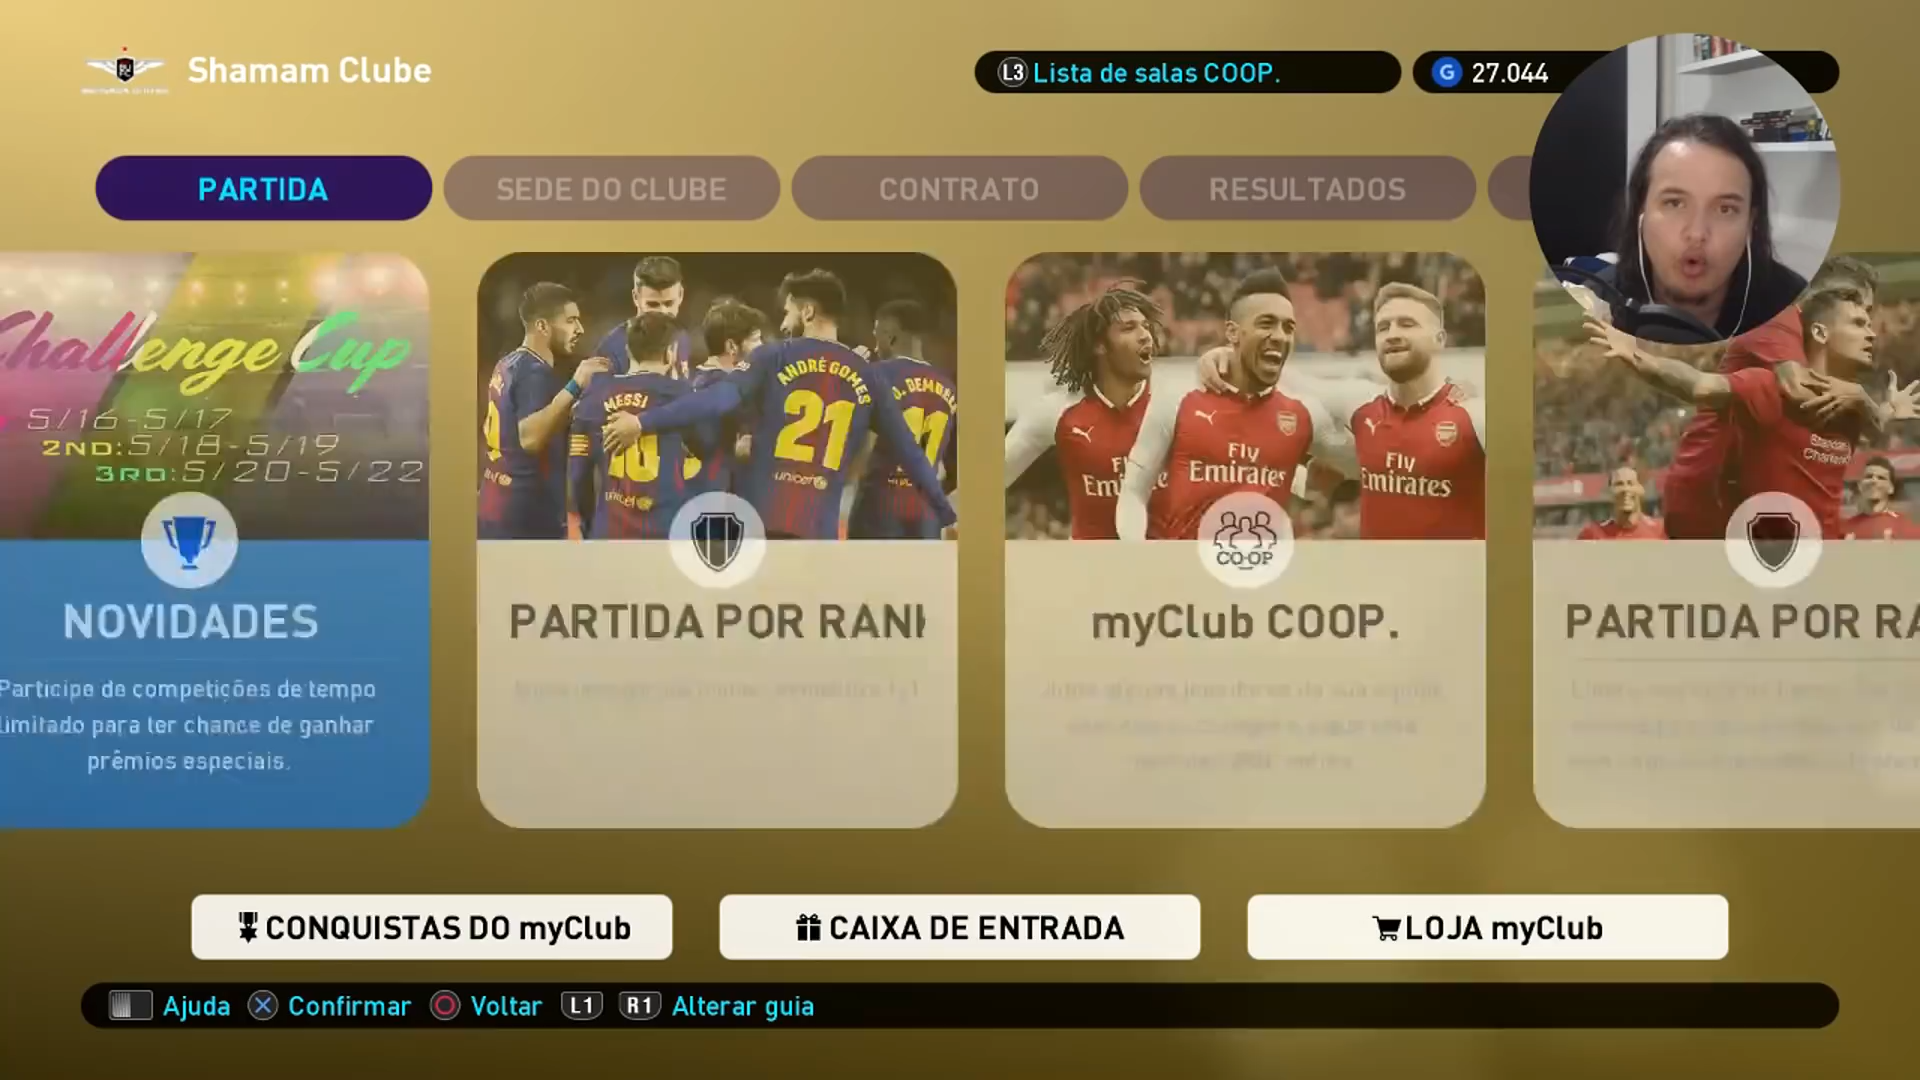 Shamam Clube
L3 Lista de salas COOP.
G 27.044
PARTIDA
SEDE DO CLUBE
CONTRATO
RESULTADOS
Challenge Cup
5/16-5/17
2ND:5/18-5/19
3RD:5/20-5/22
NOVIDADES
Participe de competições de tempo
limitado para ter chance de ganhar
prêmios especiais.
MESSI
10
ANDRÉ GOMES
21
unicef
PARTIDA POR RAN
Fly
Emirates
Fly
Emirates
CO-OP
myClub COOP.
PARTIDA POR RA
CONQUISTAS DO myClub
CAIXA DE ENTRADA
LOJA myClub
Ajuda
Confirmar
Voltar
L1 R1 Alterar guia